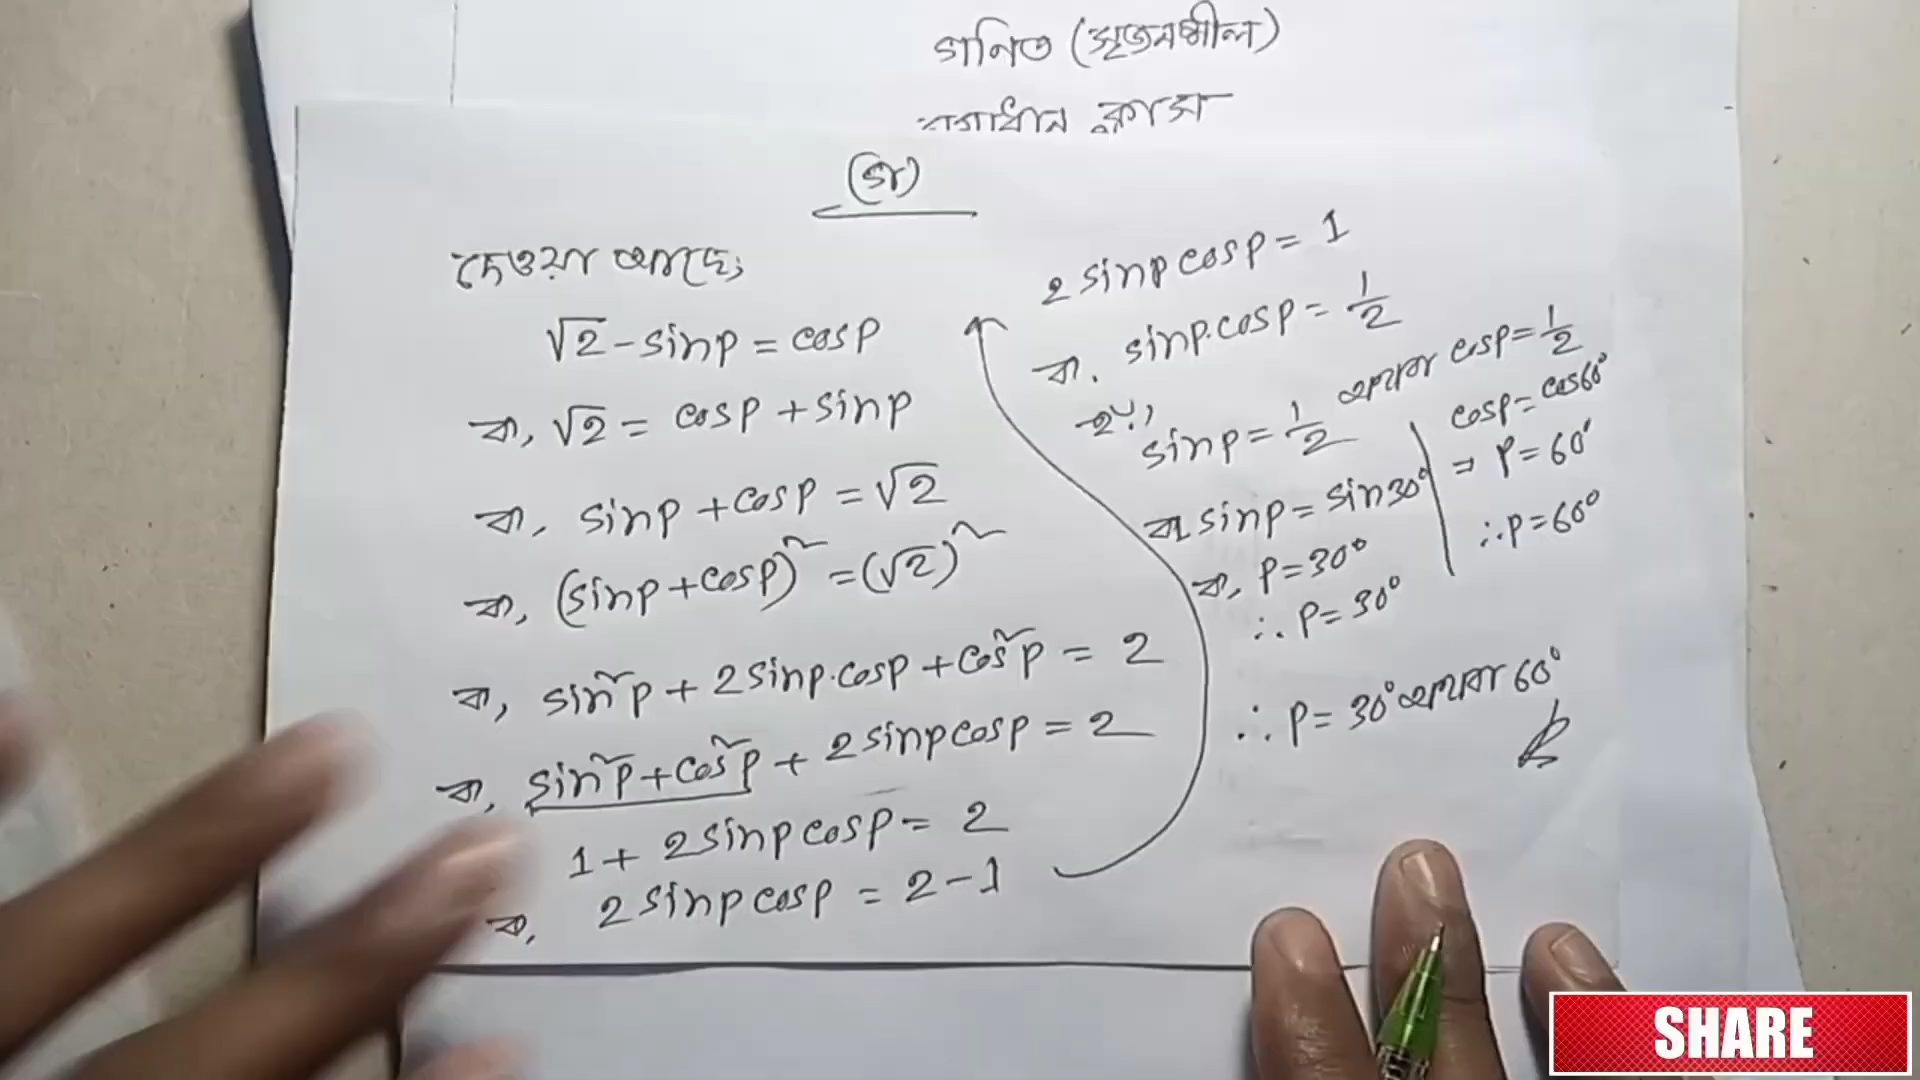 গনিত (সৃজনশীল)
ক্লাস
(গ)
দেওয়া আছে,
√2 - sinp = cosp
বা, √2 = cosp + sinp
বা, sinp + cosp = √2
বা, (sinp + cosp)² = (√2)²
বা, sin²p + 2sinp·cosp + cos²p = 2
বা, sin²p + cos²p + 2sinpcosp = 2
1 + 2sinpcosp = 2
বা, 2sinpcosp = 2 - 1
2sinpcosp = 1
বা, sinp·cosp = 1/2
হয়, sinp = 1/2 অথবা cosp = 1/2
বা, sinp = sin30°
বা, p = 30°
∴ p = 30°
cosp = cos60°
⇒ p = 60°
∴ p = 60°
∴ p = 30° অথবা 60°
SHARE